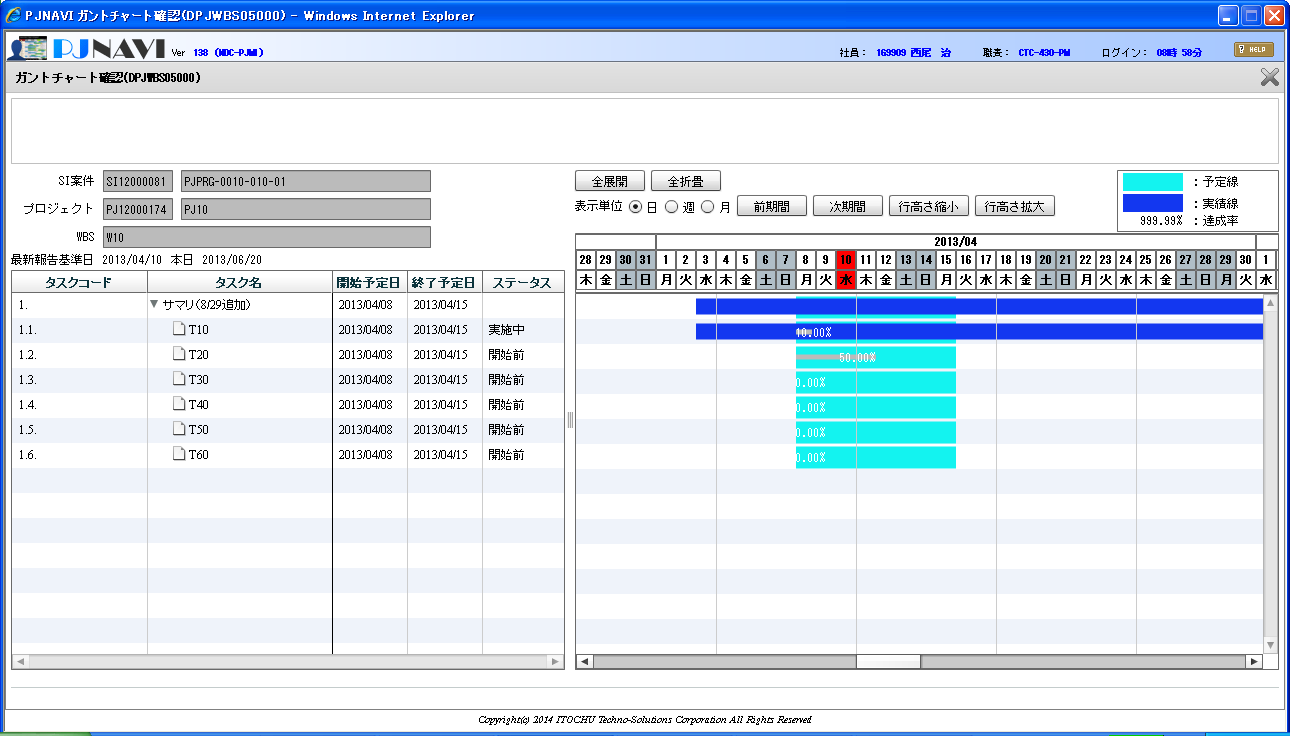 PJNAVI ガントチャート確認(DPJWBS05000) - Windows Internet Explorer
PJNAVI Ver 138 (NDC-PJMI) 社員： 169909 西尾 治 職責： CTC-430-PM ログイン： 08時 58分 ? HELP
ガントチャート確認(DPJWBS05000)
SI案件 SI12000081 PJPRG-0010-010-01
プロジェクト PJ12000174 PJ10
WBS W10
最新報告基準日 2013/04/10 本日 2013/06/20
全展開 全折畳
表示単位 日 週 月 前期間 次期間 行高さ縮小 行高さ拡大
：予定線
：実績線
999.99% ：達成率
2013/04
28 29 30 31 1 2 3 4 5 6 7 8 9 10 11 12 13 14 15 16 17 18 19 20 21 22 23 24 25 26 27 28 29 30 1
木 金 土 日 月 火 水 木 金 土 日 月 火 水 木 金 土 日 月 火 水 木 金 土 日 月 火 水 木 金 土 日 月 火 水
タスクコード タスク名 開始予定日 終了予定日 ステータス
1. サマリ(8/29追加) 2013/04/08 2013/04/15
1.1. T10 2013/04/08 2013/04/15 実施中 10.00%
1.2. T20 2013/04/08 2013/04/15 開始前 50.00%
1.3. T30 2013/04/08 2013/04/15 開始前 0.00%
1.4. T40 2013/04/08 2013/04/15 開始前 0.00%
1.5. T50 2013/04/08 2013/04/15 開始前 0.00%
1.6. T60 2013/04/08 2013/04/15 開始前 0.00%
Copyright(c) 2014 ITOCHU Techno-Solutions Corporation All Rights Reserved